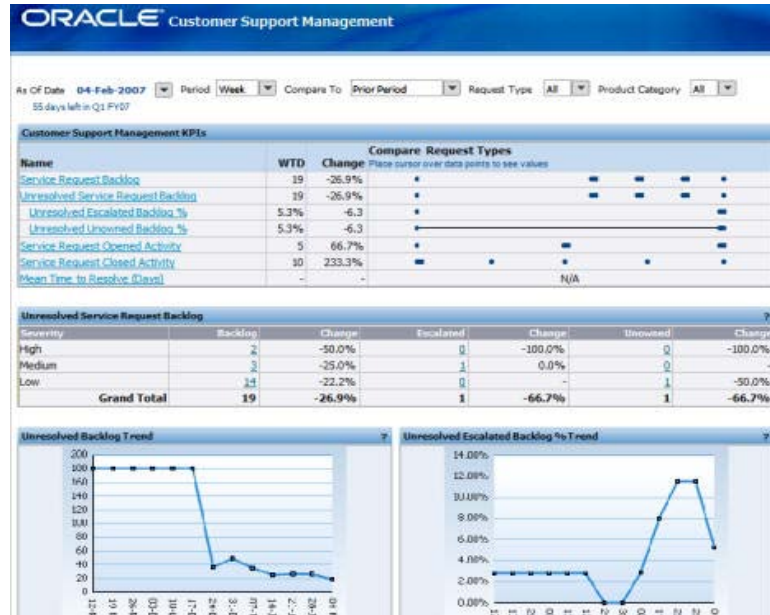 ORACLE Customer Support Management
As Of Date 04-Feb-2007 Period Week Compare To Prior Period Request Type All Product Category All
55 days left in Q1 FY07
Customer Support Management KPIs
Compare Request Types
Name WTD Change Place cursor over data points to see values
Service Request Backlog 19 -26.9%
Unresolved Service Request Backlog 19 -26.9%
Unresolved Escalated Backlog % 5.3% -6.3
Unresolved Unowned Backlog % 5.3% -6.3
Service Request Opened Activity 5 66.7%
Service Request Closed Activity 10 233.3%
Mean Time to Resolve (Days) - - N/A
Unresolved Service Request Backlog ?
Severity Backlog Change Escalated Change Unowned Change
High 2 -50.0% 0 -100.0% 0 -100.0%
Medium 3 -25.0% 1 0.0% 0 -
Low 14 -22.2% 0 - 1 -50.0%
Grand Total 19 -26.9% 1 -66.7% 1 -66.7%
Unresolved Backlog Trend ?
200
180
160
140
120
100
80
60
40
20
0
Unresolved Escalated Backlog % Trend ?
14.00%
12.00%
10.00%
8.00%
6.00%
4.00%
2.00%
0.00%